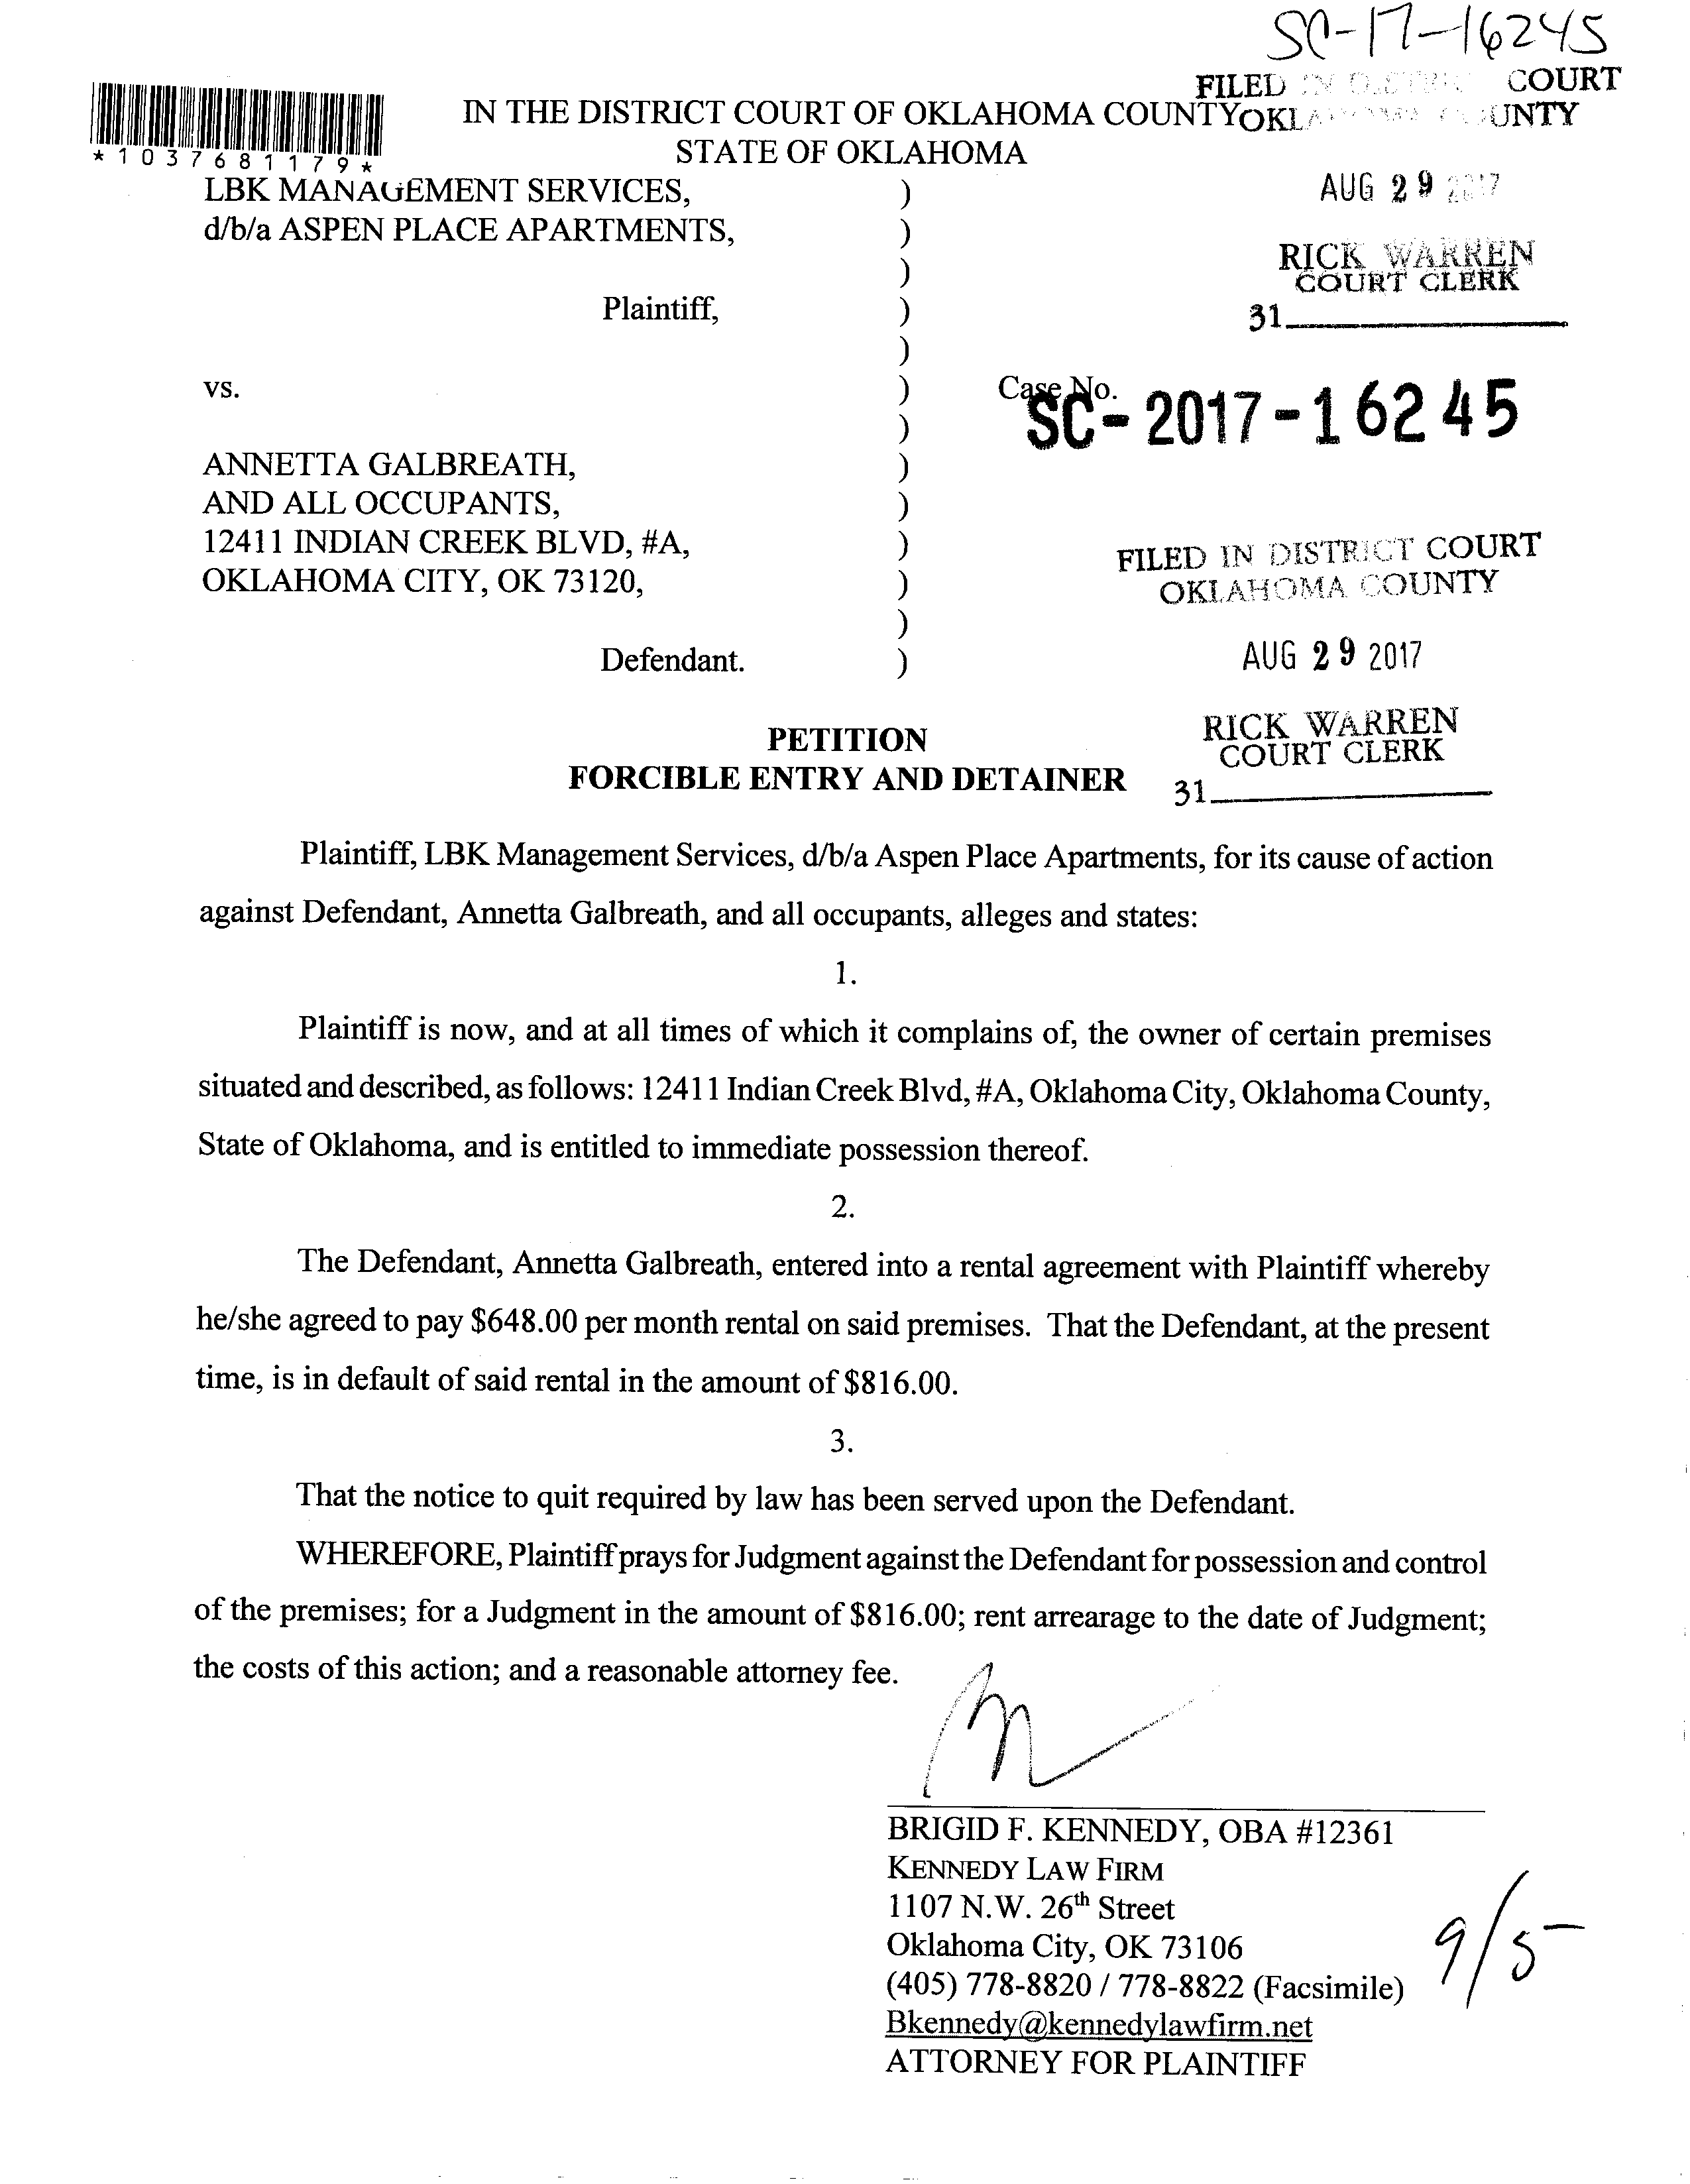 SC-17-16245
FILED IN DISTRICT COURT
IN THE DISTRICT COURT OF OKLAHOMA COUNTY OKLAHOMA COUNTY
STATE OF OKLAHOMA
*1037681179*
AUG 29 2017
LBK MANAGEMENT SERVICES, )
d/b/a ASPEN PLACE APARTMENTS, )
)
RICK WARREN
COURT CLERK
31
Plaintiff, )
)
vs. )
Case No.
SC-2017-16245
)
ANNETTA GALBREATH, )
AND ALL OCCUPANTS, )
12411 INDIAN CREEK BLVD, #A, )
OKLAHOMA CITY, OK 73120, )
)
Defendant. )
FILED IN DISTRICT COURT
OKLAHOMA COUNTY
AUG 29 2017
RICK WARREN
COURT CLERK
31
PETITION
FORCIBLE ENTRY AND DETAINER
Plaintiff, LBK Management Services, d/b/a Aspen Place Apartments, for its cause of action
against Defendant, Annetta Galbreath, and all occupants, alleges and states:
1.
Plaintiff is now, and at all times of which it complains of, the owner of certain premises
situated and described, as follows: 12411 Indian Creek Blvd, #A, Oklahoma City, Oklahoma County,
State of Oklahoma, and is entitled to immediate possession thereof.
2.
The Defendant, Annetta Galbreath, entered into a rental agreement with Plaintiff whereby
he/she agreed to pay $648.00 per month rental on said premises. That the Defendant, at the present
time, is in default of said rental in the amount of $816.00.
3.
That the notice to quit required by law has been served upon the Defendant.
WHEREFORE, Plaintiff prays for Judgment against the Defendant for possession and control
of the premises; for a Judgment in the amount of $816.00; rent arrearage to the date of Judgment;
the costs of this action; and a reasonable attorney fee.
BRIGID F. KENNEDY, OBA #12361
KENNEDY LAW FIRM
1107 N.W. 26th Street
Oklahoma City, OK 73106
(405) 778-8820 / 778-8822 (Facsimile)
Bkennedy@kennedylawfirm.net
ATTORNEY FOR PLAINTIFF
9/5